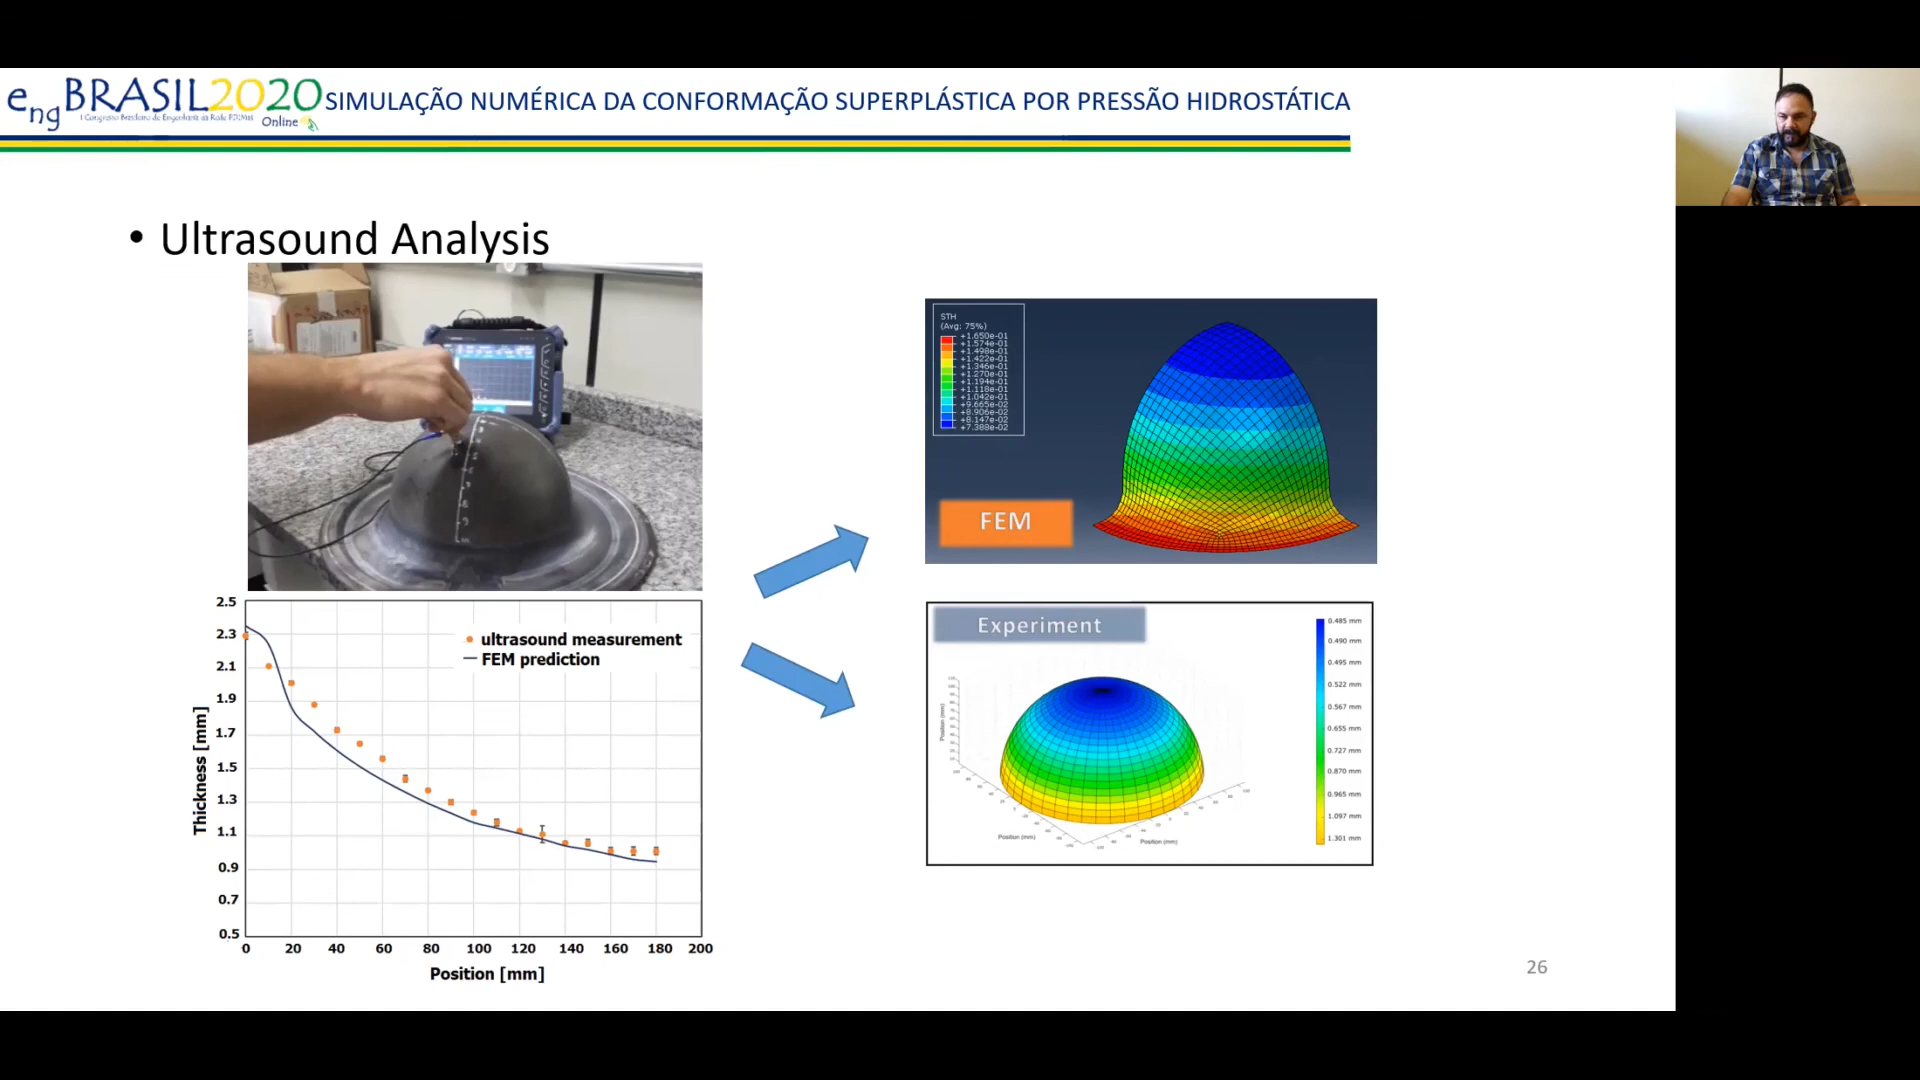 engBRASIL2020
I Congresso Brasileiro de Engenharia da Rede PDIMat
Online
SIMULAÇÃO NUMÉRICA DA CONFORMAÇÃO SUPERPLÁSTICA POR PRESSÃO HIDROSTÁTICA
• Ultrasound Analysis
STH
(Avg: 75%)
+1.650e-01
+1.574e-01
+1.498e-01
+1.422e-01
+1.346e-01
+1.270e-01
+1.194e-01
+1.118e-01
+1.042e-01
+9.665e-02
+8.906e-02
+8.147e-02
+7.388e-02
FEM
2.5
2.3
2.1
1.9
1.7
1.5
1.3
1.1
0.9
0.7
0.5
Thickness [mm]
ultrasound measurement
FEM prediction
0 20 40 60 80 100 120 140 160 180 200
Position [mm]
Experiment
0.485 mm
0.490 mm
0.495 mm
0.522 mm
0.567 mm
0.655 mm
0.727 mm
0.870 mm
0.965 mm
1.097 mm
1.301 mm
Position (mm)
Position (mm)
Position (mm)
26